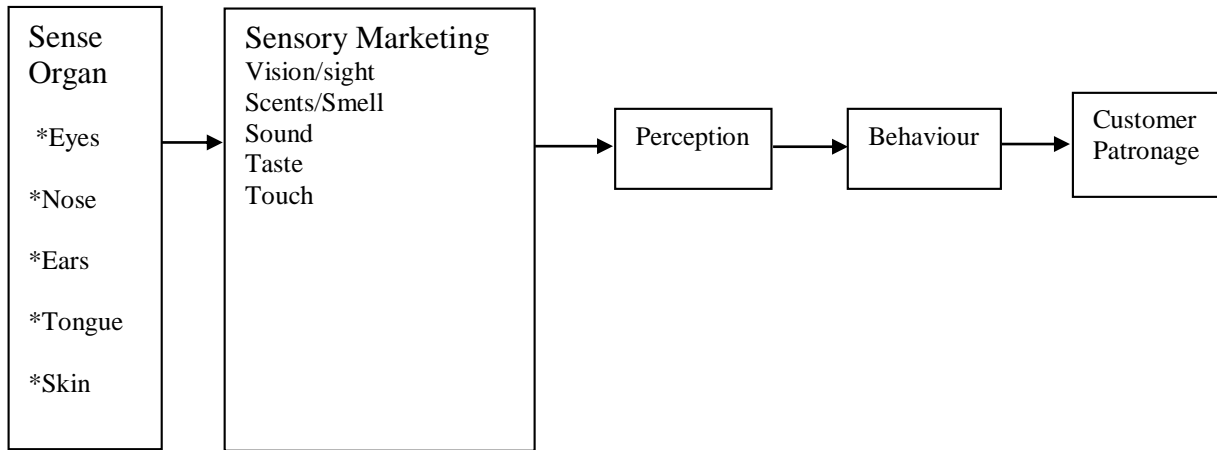 Sense
Organ
*Eyes
*Nose
*Ears
*Tongue
*Skin
Sensory Marketing
Vision/sight
Scents/Smell
Sound
Taste
Touch
Perception
Behaviour
Customer
Patronage